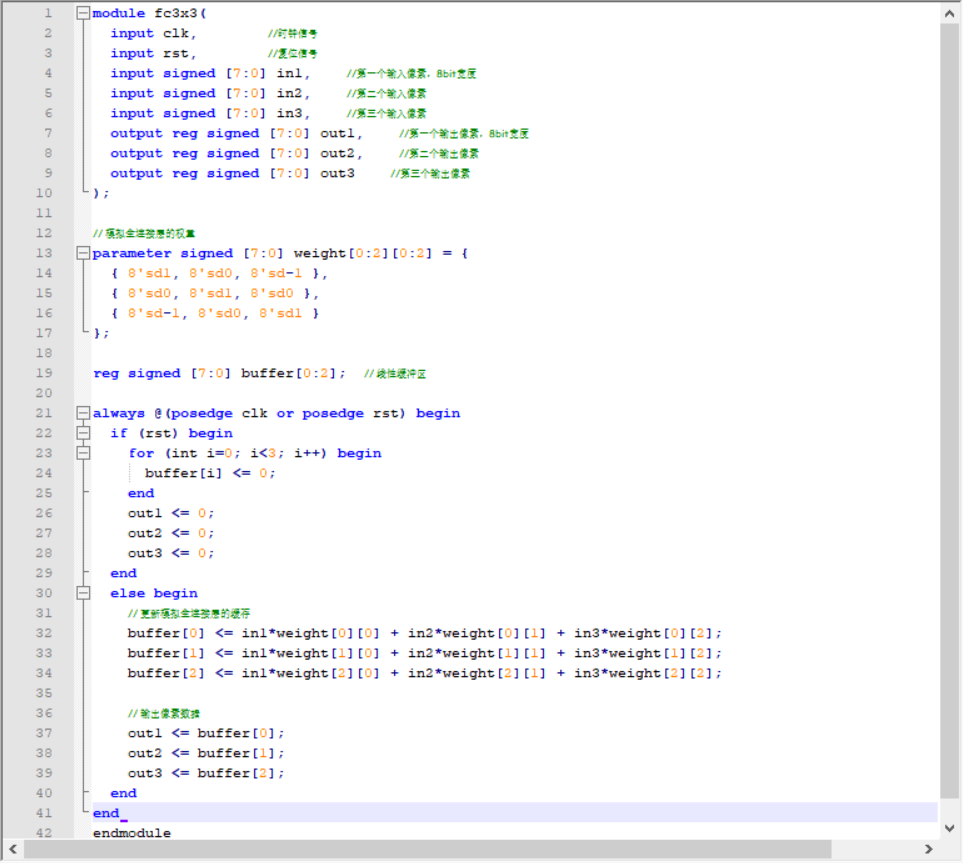 1 module fc3x3(
2 input clk, //时钟信号
3 input rst, //复位信号
4 input signed [7:0] in1, //第一个输入像素，8bit宽度
5 input signed [7:0] in2, //第二个输入像素
6 input signed [7:0] in3, //第三个输入像素
7 output reg signed [7:0] out1, //第一个输出像素，8bit宽度
8 output reg signed [7:0] out2, //第二个输出像素
9 output reg signed [7:0] out3 //第三个输出像素
10 );
11
12 //模拟全连接层的权重
13 parameter signed [7:0] weight[0:2][0:2] = {
14 { 8'sd1, 8'sd0, 8'sd-1 },
15 { 8'sd0, 8'sd1, 8'sd0 },
16 { 8'sd-1, 8'sd0, 8'sd1 }
17 };
18
19 reg signed [7:0] buffer[0:2]; //线性缓冲区
20
21 always @(posedge clk or posedge rst) begin
22 if (rst) begin
23 for (int i=0; i<3; i++) begin
24 buffer[i] <= 0;
25 end
26 out1 <= 0;
27 out2 <= 0;
28 out3 <= 0;
29 end
30 else begin
31 //更新模拟全连接层的缓存
32 buffer[0] <= in1*weight[0][0] + in2*weight[0][1] + in3*weight[0][2];
33 buffer[1] <= in1*weight[1][0] + in2*weight[1][1] + in3*weight[1][2];
34 buffer[2] <= in1*weight[2][0] + in2*weight[2][1] + in3*weight[2][2];
35
36 //输出像素数据
37 out1 <= buffer[0];
38 out2 <= buffer[1];
39 out3 <= buffer[2];
40 end
41 end
42 endmodule